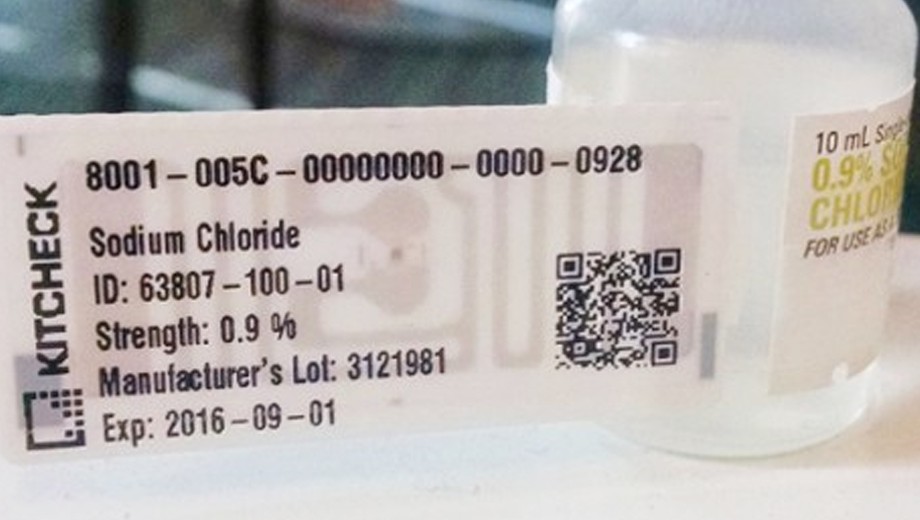 8001-005C-00000000-0000-0928
KITCHECK
Sodium Chloride
ID: 63807-100-01
Strength: 0.9 %
Manufacturer's Lot: 3121981
Exp: 2016-09-01
10 mL
0.9%
FOR USE AS